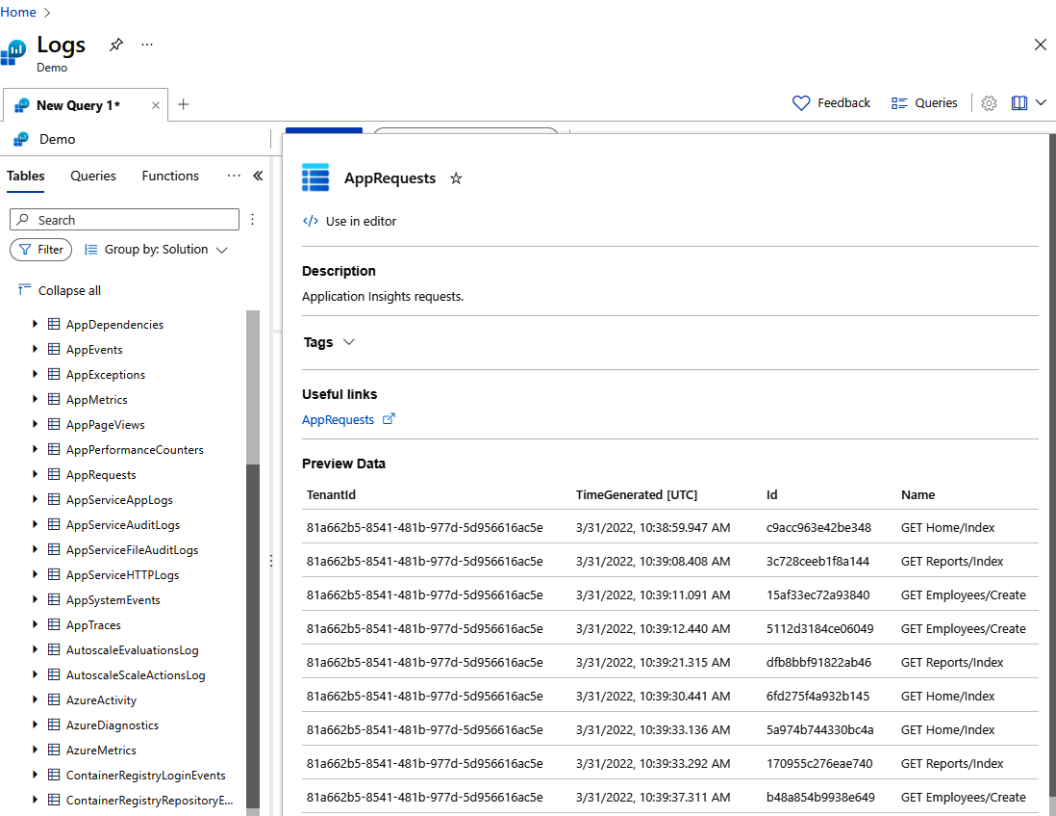 Home
Logs
Demo
New Query 1*
Feedback
Queries
Demo
Tables
Queries
Functions
Search
Filter
Group by: Solution
Collapse all
AppDependencies
AppEvents
AppExceptions
AppMetrics
AppPageViews
AppPerformanceCounters
AppRequests
AppServiceAppLogs
AppServiceAuditLogs
AppServiceFileAuditLogs
AppServiceHTTPLogs
AppSystemEvents
AppTraces
AutoscaleEvaluationsLog
AutoscaleScaleActionsLog
AzureActivity
AzureDiagnostics
AzureMetrics
ContainerRegistryLoginEvents
ContainerRegistryRepositoryE...
AppRequests
</> Use in editor
Description
Application Insights requests.
Tags
Useful links
AppRequests
Preview Data
TenantId TimeGenerated [UTC] Id Name
81a662b5-8541-481b-977d-5d956616ac5e 3/31/2022, 10:38:59.947 AM c9acc963e42be348 GET Home/Index
81a662b5-8541-481b-977d-5d956616ac5e 3/31/2022, 10:39:08.408 AM 3c728ceeb1f8a144 GET Reports/Index
81a662b5-8541-481b-977d-5d956616ac5e 3/31/2022, 10:39:11.091 AM 15af33ec72a93840 GET Employees/Create
81a662b5-8541-481b-977d-5d956616ac5e 3/31/2022, 10:39:12.440 AM 5112d3184ce06049 GET Employees/Create
81a662b5-8541-481b-977d-5d956616ac5e 3/31/2022, 10:39:21.315 AM dfb8bbf91822ab46 GET Reports/Index
81a662b5-8541-481b-977d-5d956616ac5e 3/31/2022, 10:39:30.441 AM 6fd275f4a932b145 GET Home/Index
81a662b5-8541-481b-977d-5d956616ac5e 3/31/2022, 10:39:33.136 AM 5a974b744330bc4a GET Home/Index
81a662b5-8541-481b-977d-5d956616ac5e 3/31/2022, 10:39:33.292 AM 170955c276eae740 GET Reports/Index
81a662b5-8541-481b-977d-5d956616ac5e 3/31/2022, 10:39:37.311 AM b48a854b9938e649 GET Employees/Create